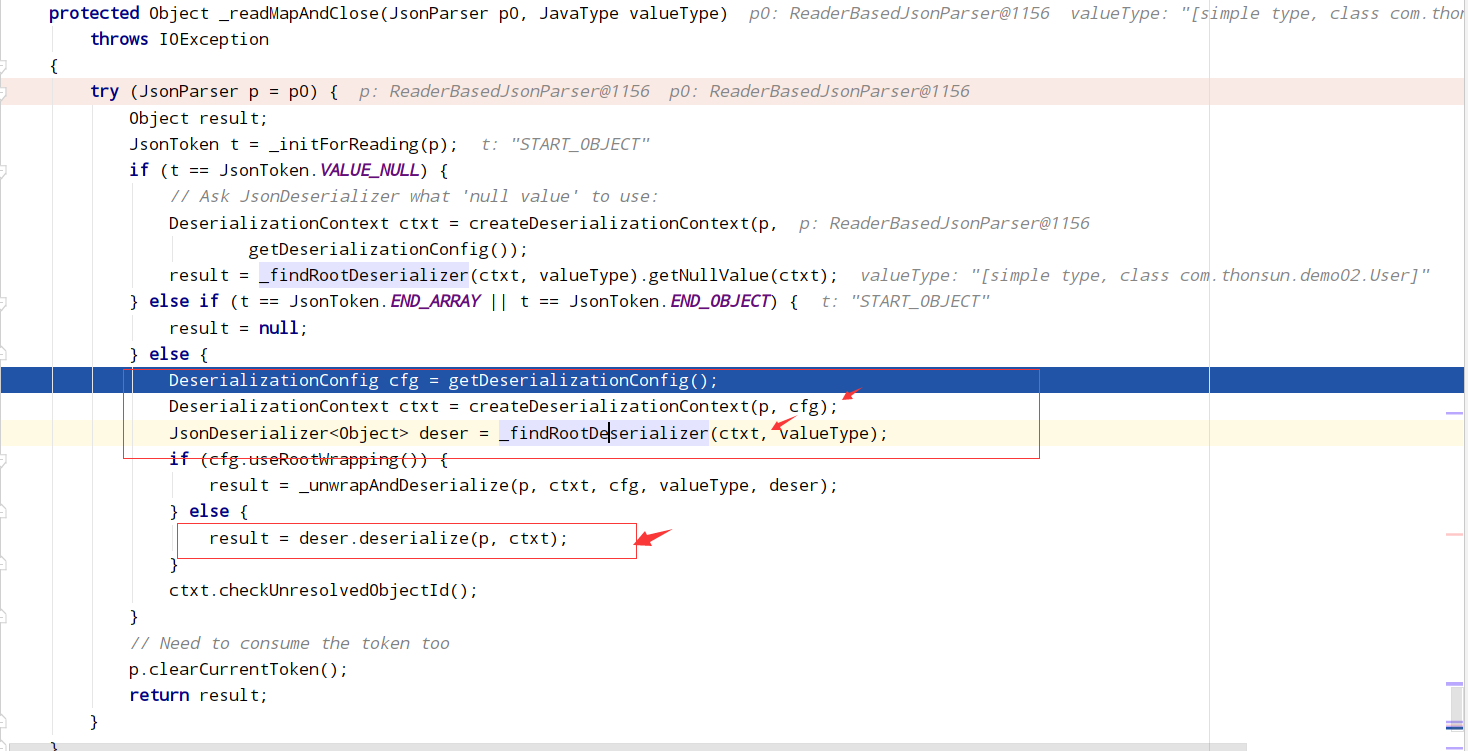 protected Object _readMapAndClose(JsonParser p0, JavaType valueType)  p0: ReaderBasedJsonParser@1156  valueType: "[simple type, class com.thon
throws IOException
{
try (JsonParser p = p0) {  p: ReaderBasedJsonParser@1156  p0: ReaderBasedJsonParser@1156
Object result;
JsonToken t = _initForReading(p);  t: "START_OBJECT"
if (t == JsonToken.VALUE_NULL) {
// Ask JsonDeserializer what 'null value' to use:
DeserializationContext ctxt = createDeserializationContext(p,  p: ReaderBasedJsonParser@1156
getDeserializationConfig());
result = _findRootDeserializer(ctxt, valueType).getNullValue(ctxt);  valueType: "[simple type, class com.thonsun.demo02.User]"
} else if (t == JsonToken.END_ARRAY || t == JsonToken.END_OBJECT) {  t: "START_OBJECT"
result = null;
} else {
DeserializationConfig cfg = getDeserializationConfig();
DeserializationContext ctxt = createDeserializationContext(p, cfg);
JsonDeserializer<Object> deser = _findRootDeserializer(ctxt, valueType);
if (cfg.useRootWrapping()) {
result = _unwrapAndDeserialize(p, ctxt, cfg, valueType, deser);
} else {
result = deser.deserialize(p, ctxt);
}
ctxt.checkUnresolvedObjectId();
}
// Need to consume the token too
p.clearCurrentToken();
return result;
}
}